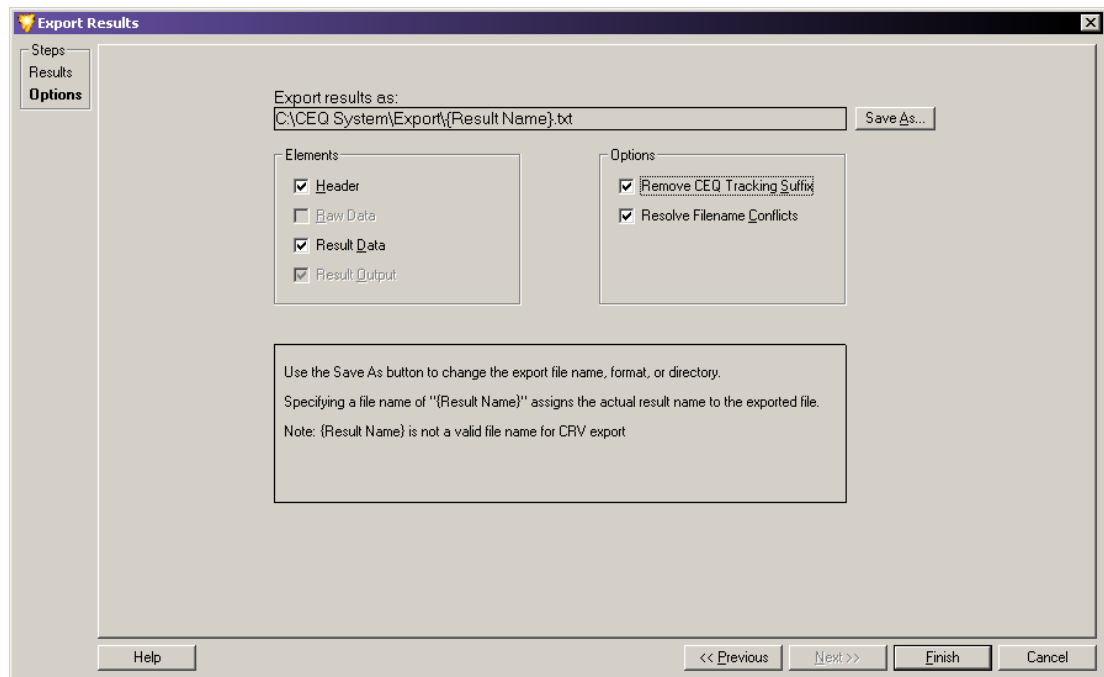 Export Results
Steps
Results
Options
Export results as:
C:\CEQ System\Export\{Result Name}.txt
Save As...
Elements
Header
Raw Data
Result Data
Result Output
Options
Remove CEQ Tracking Suffix
Resolve Filename Conflicts
Use the Save As button to change the export file name, format, or directory.
Specifying a file name of "{Result Name}" assigns the actual result name to the exported file.
Note: {Result Name} is not a valid file name for CRV export
Help
<< Previous
Next >>
Finish
Cancel